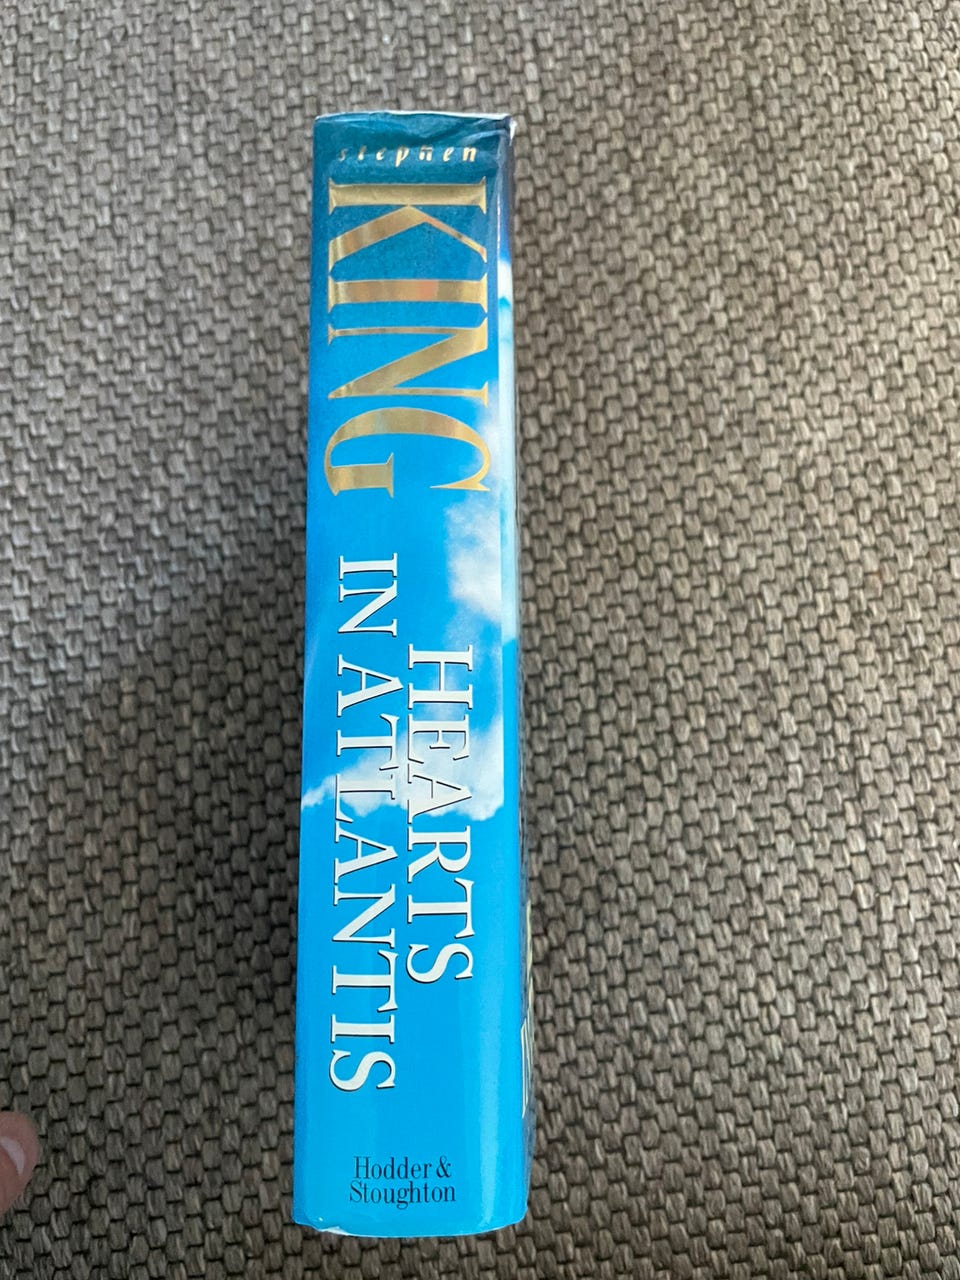 stephen
KING
HEARTS
IN ATLANTIS
Hodder &
Stoughton